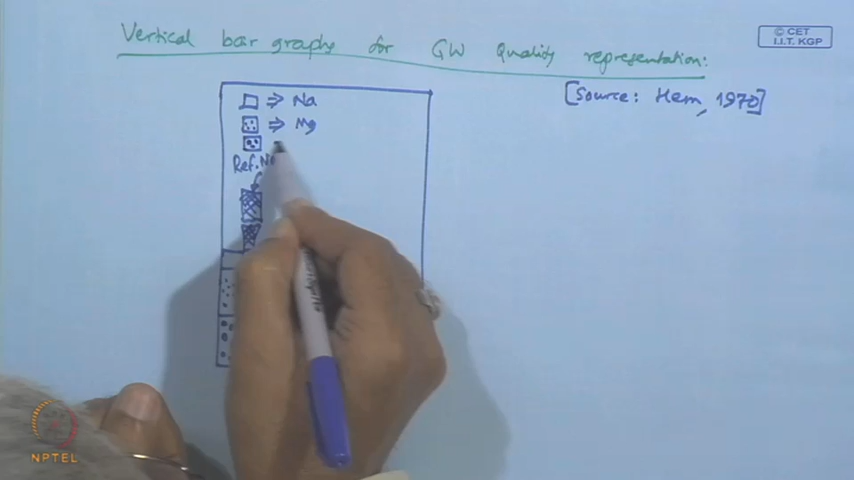 Vertical bar graphs for GW Quality representation:
© CET
I.I.T. KGP
[Source: Hem, 1970]
⇒ Na
⇒ Mg
Ref. No
NPTEL